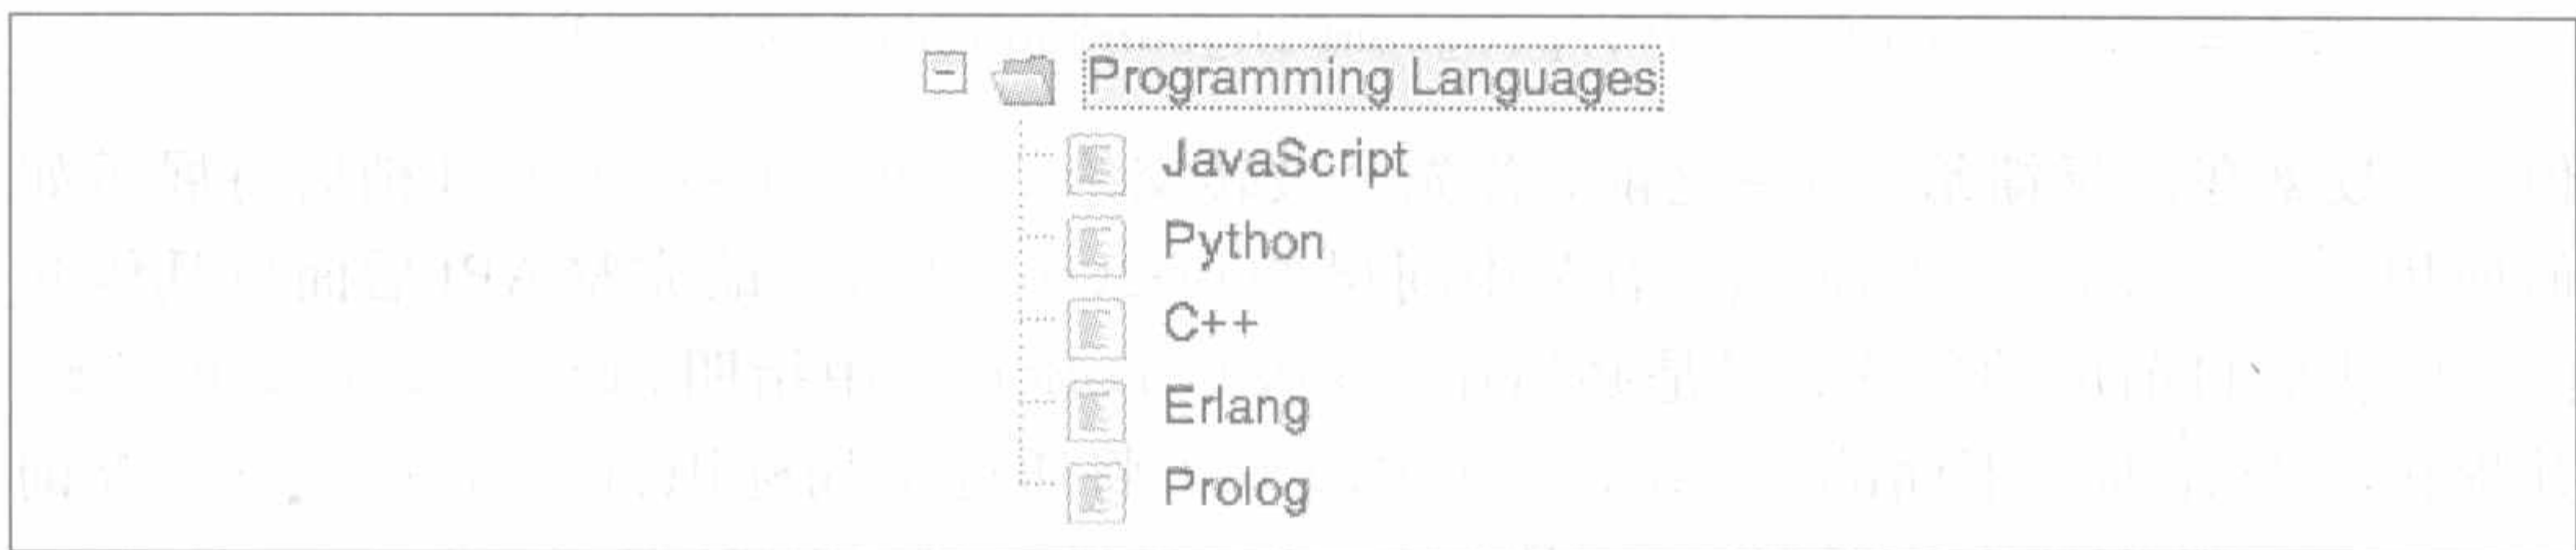 Programming Languages
JavaScript
Python
C++
Erlang
Prolog